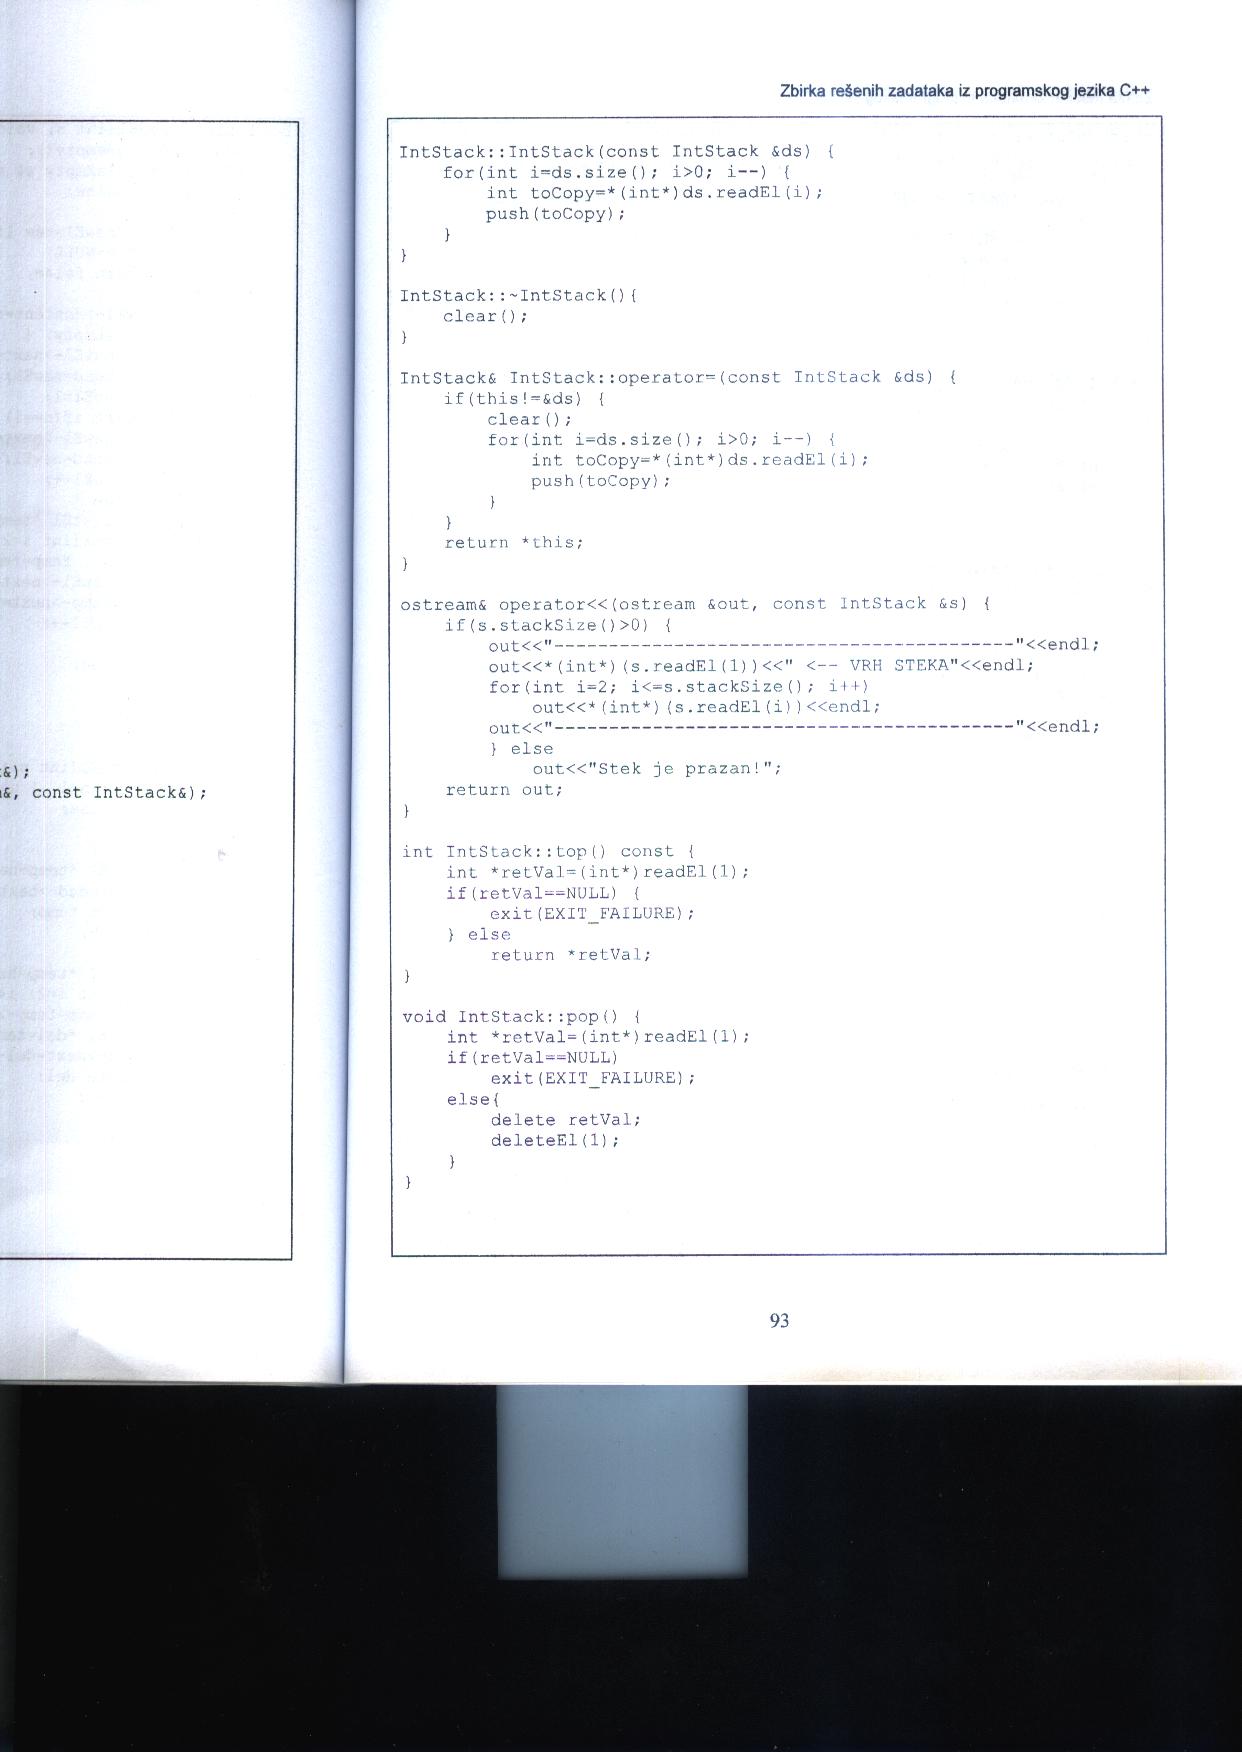 Zbirka rešenih zadataka iz programskog jezika C++
IntStack::IntStack(const IntStack &ds) {
    for(int i=ds.size(); i>0; i--) {
        int toCopy=*(int*)ds.readEl(i);
        push(toCopy);
    }
}

IntStack::~IntStack(){
    clear();
}

IntStack& IntStack::operator=(const IntStack &ds) {
    if(this!=&ds) {
        clear();
        for(int i=ds.size(); i>0; i--) {
            int toCopy=*(int*)ds.readEl(i);
            push(toCopy);
        }
    }
    return *this;
}

ostream& operator<<(ostream &out, const IntStack &s) {
    if(s.stackSize()>0) {
        out<<"------------------------------------------"<<endl;
        out<<*(int*)(s.readEl(1))<<" <-- VRH STEKA"<<endl;
        for(int i=2; i<=s.stackSize(); i++)
            out<<*(int*)(s.readEl(i))<<endl;
        out<<"------------------------------------------"<<endl;
        } else
            out<<"Stek je prazan!";
    return out;
}

int IntStack::top() const {
    int *retVal=(int*)readEl(1);
    if(retVal==NULL) {
        exit(EXIT_FAILURE);
    } else
        return *retVal;
}

void IntStack::pop() {
    int *retVal=(int*)readEl(1);
    if(retVal==NULL)
        exit(EXIT_FAILURE);
    else{
        delete retVal;
        deleteEl(1);
    }
}
93
&);
&, const IntStack&);